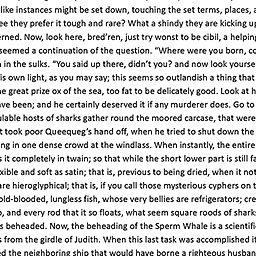 like instances might be set down, touching the set terms, places, a
ee they prefer it tough and rare? What a shindy they are kicking up
rned. Now, look here, bred'ren, just try wonst to be cibil, a helping
seemed a continuation of the question. "Where were you born, co
n in the sulks. "You said up there, didn't you? and now look yourse
is own light, as you may say; this seems so outlandish a thing that
he great prize ox of the sea, too fat to be delicately good. Look at h
ave been; and he certainly deserved it if any murderer does. Go to
ulable hosts of sharks gather round the moored carcase, that were
t took poor Queequeg's hand off, when he tried to shut down the
ng in one dense crowd at the windlass. When instantly, the entire
s it completely in twain; so that while the short lower part is still fa
xible and soft as satin; that is, previous to being dried, when it not
are hieroglyphical; that is, if you call those mysterious cyphers on t
old-blooded, lungless fish, whose very bellies are refrigerators; cre
o, and every rod that it so floats, what seem square roods of shark
s beheaded. Now, the beheading of the Sperm Whale is a scientifi
s from the girdle of Judith. When this last task was accomplished it
ed the neighboring ship that would have borne a righteous husban